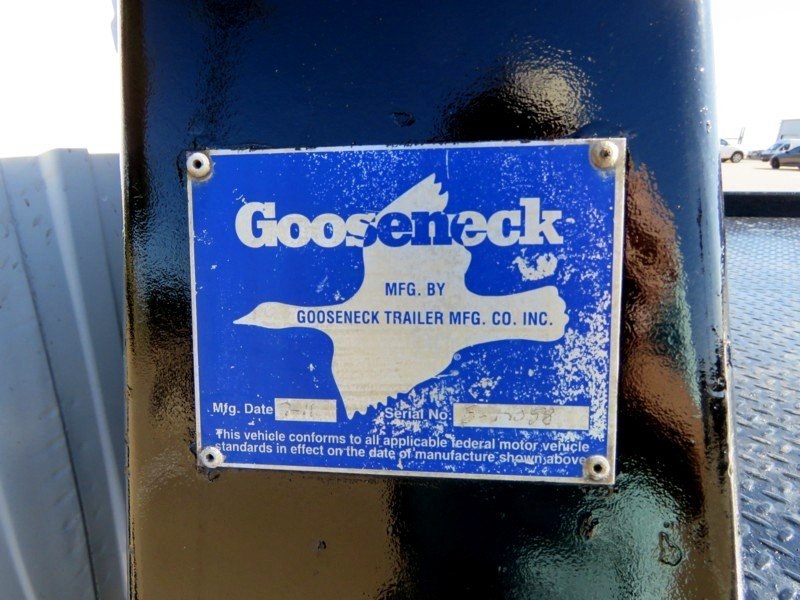 Gooseneck
MFG. BY
GOOSENECK TRAILER MFG. CO. INC.
Mfg. Date
Serial No.
This vehicle conforms to all applicable federal motor vehicle
standards in effect on the date of manufacture shown above